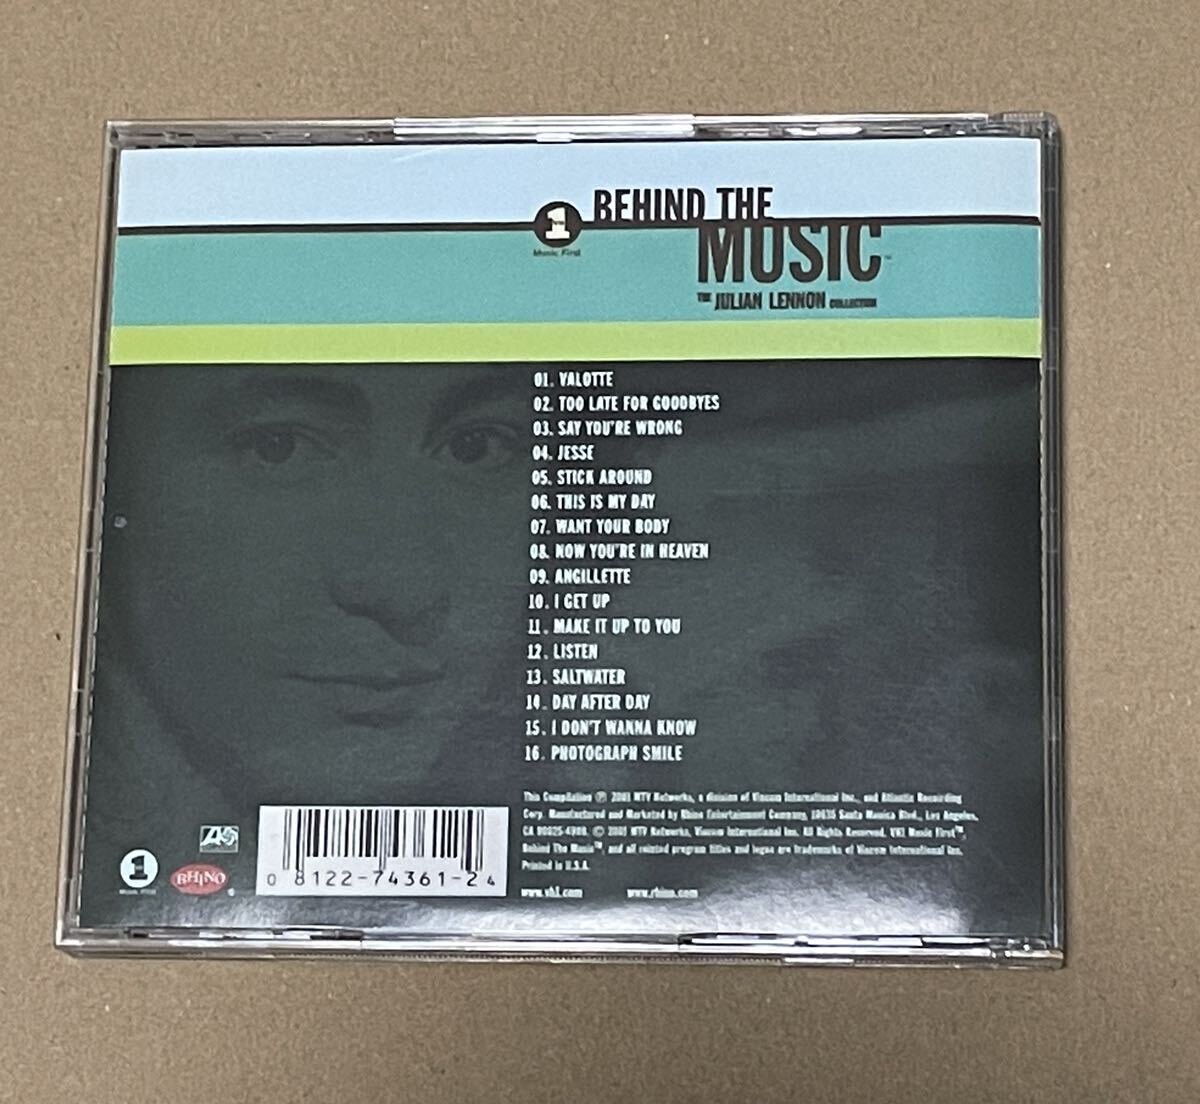 1 BEHIND THE
Music First
MUSIC™
THE JULIAN LENNON COLLECTION
01. VALOTTE
02. TOO LATE FOR GOODBYES
03. SAY YOU'RE WRONG
04. JESSE
05. STICK AROUND
06. THIS IS MY DAY
07. WANT YOUR BODY
08. NOW YOU'RE IN HEAVEN
09. ANGILLETTE
10. I GET UP
11. MAKE IT UP TO YOU
12. LISTEN
13. SALTWATER
14. DAY AFTER DAY
15. I DON'T WANNA KNOW
16. PHOTOGRAPH SMILE
This Compilation ℗ 2001 MTV Networks, a division of Viacom International Inc., and Atlantic Recording
Corp. Manufactured and Marketed by Rhino Entertainment Company, 10635 Santa Monica Blvd., Los Angeles,
CA 90025-4900. © 2001 MTV Networks, Viacom International Inc. All Rights Reserved. VH1 Music First™,
Behind The Music™, and all related program titles and logos are trademarks of Viacom International Inc.
Printed in U.S.A.
www.vh1.com www.rhino.com
1
Music First
RHINO
0 81122-74361-2 4